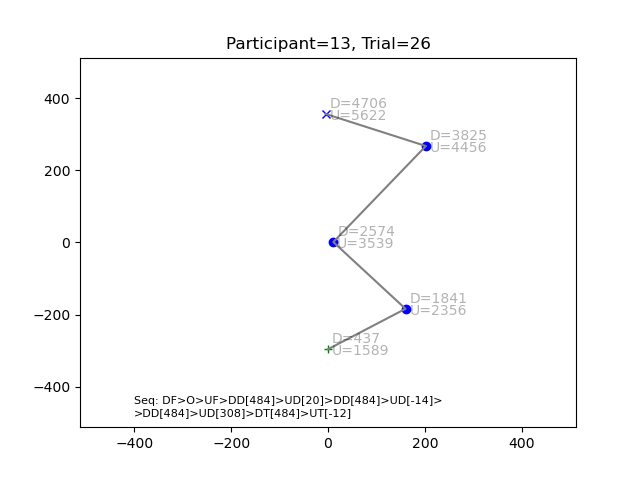 Participant=13, Trial=26
400
200
0
−200
−400
D=4706
U=5622
D=3825
U=4456
D=2574
U=3539
D=1841
U=2356
D=437
U=1589
Seq: DF>O>UF>DD[484]>UD[20]>DD[484]>UD[-14]>
>DD[484]>UD[308]>DT[484]>UT[-12]
−400
−200
0
200
400